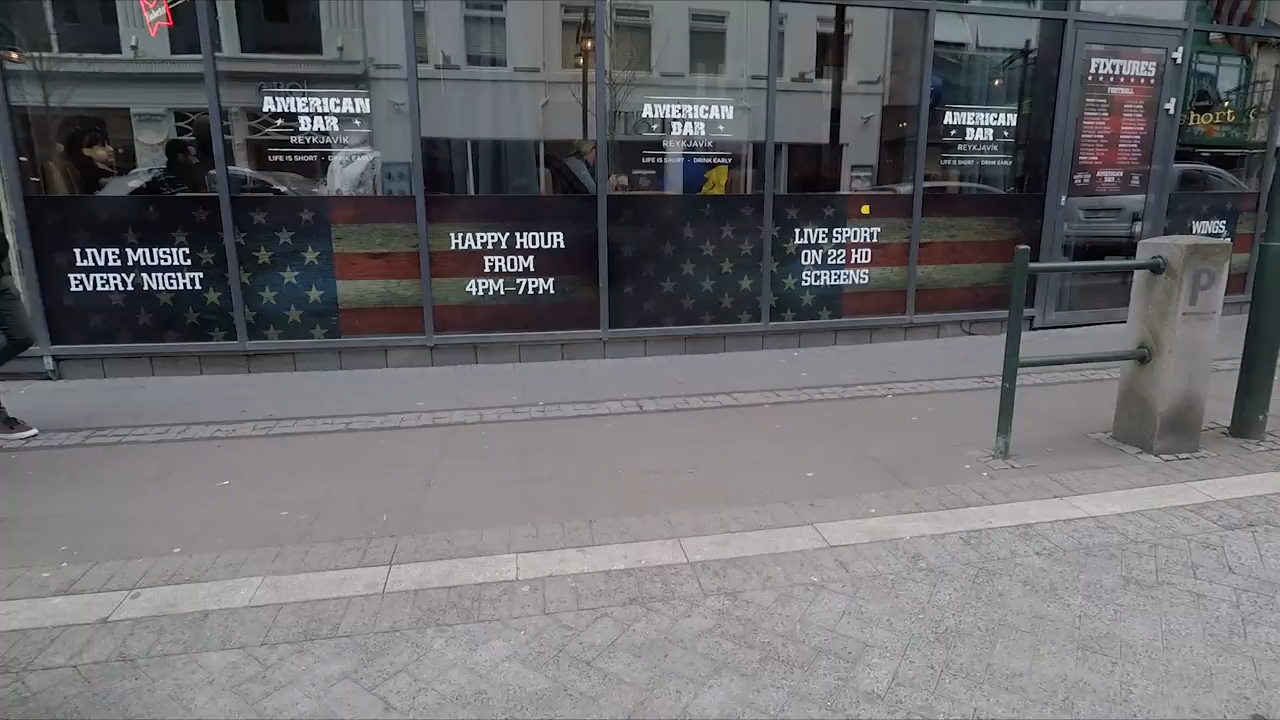 AMERICAN
BAR
REYKJAVÍK
LIFE IS SHORT - DRINK EARLY
AMERICAN
BAR
REYKJAVÍK
LIFE IS SHORT - DRINK EARLY
AMERICAN
BAR
REYKJAVÍK
LIFE IS SHORT - DRINK EARLY
FIXTURES
FOOTBALL
hort
LIVE MUSIC
EVERY NIGHT
HAPPY HOUR
FROM
4PM–7PM
LIVE SPORT
ON 22 HD
SCREENS
WINGS
P